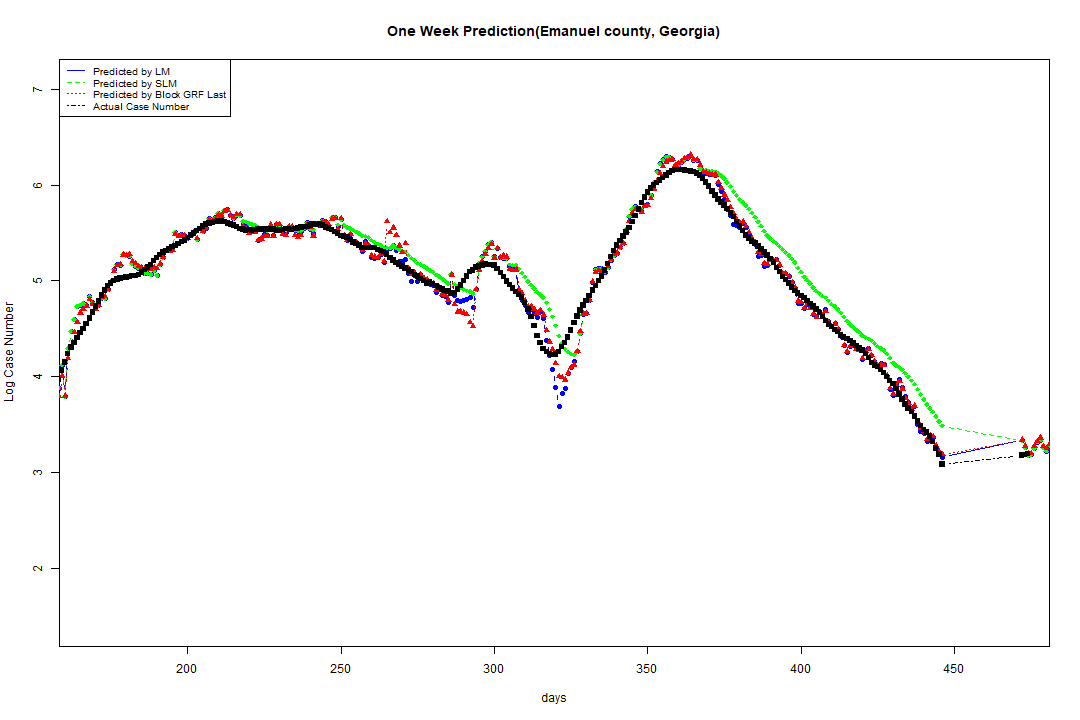 One Week Prediction(Emanuel county, Georgia)
Predicted by LM
Predicted by SLM
Predicted by Block GRF Last
Actual Case Number
7
6
5
4
3
2
Log Case Number
200 250 300 350 400 450
days